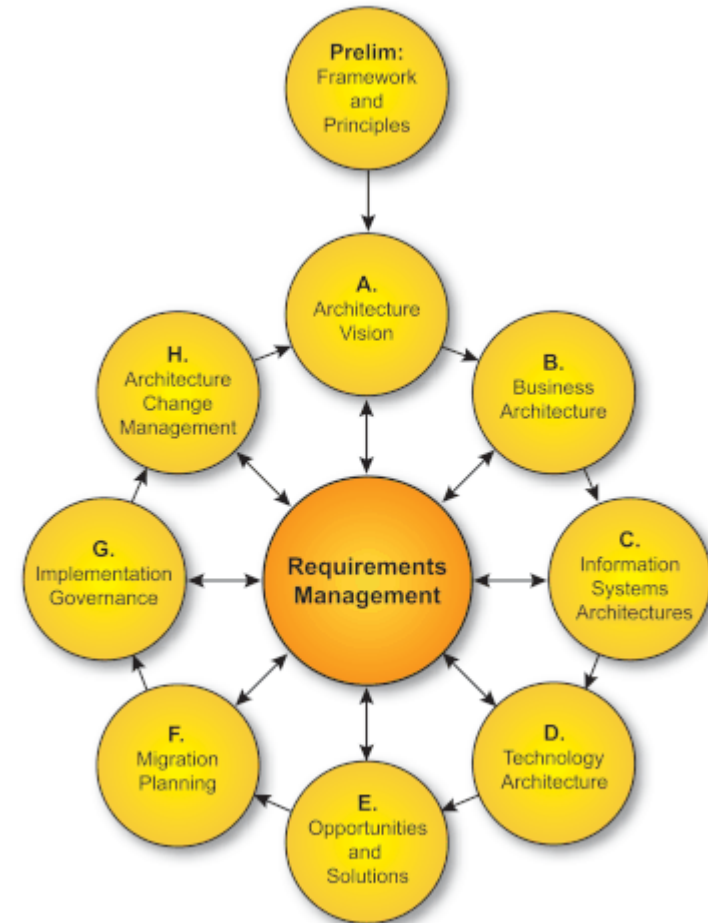 Prelim:
Framework
and
Principles
A.
Architecture
Vision
B.
Business
Architecture
C.
Information
Systems
Architectures
D.
Technology
Architecture
E.
Opportunities
and
Solutions
F.
Migration
Planning
G.
Implementation
Governance
H.
Architecture
Change
Management
Requirements
Management